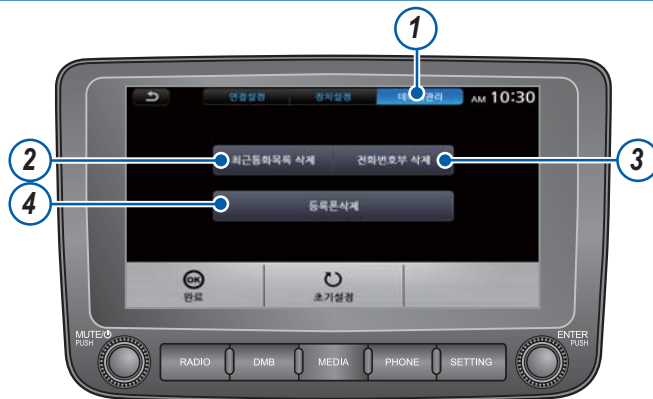 1
연결설정 장치설정 데 관리 AM 10:30
2 최근통화목록 삭제 전화번호부 삭제 3
4 등록폰삭제
OK
완료 초기설정
MUTE/ ENTER
PUSH PUSH
RADIO DMB MEDIA PHONE SETTING